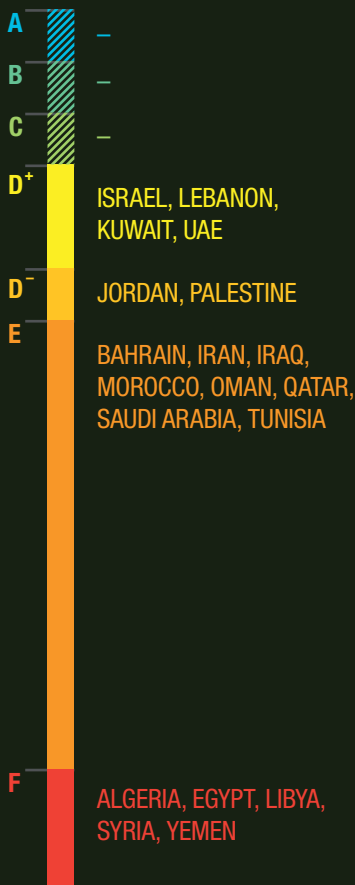 A –
B –
C –
D+
ISRAEL, LEBANON,
KUWAIT, UAE
D– JORDAN, PALESTINE
E
BAHRAIN, IRAN, IRAQ,
MOROCCO, OMAN, QATAR,
SAUDI ARABIA, TUNISIA
F
ALGERIA, EGYPT, LIBYA,
SYRIA, YEMEN